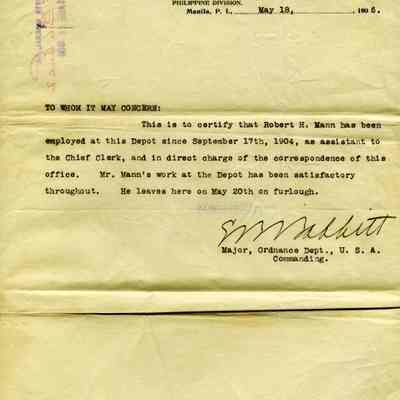 PHILIPPINE DIVISION.
Manila, P. I., May 18, 1906.
TO WHOM IT MAY CONCERN:
This is to certify that Robert H. Mann has been
employed at this Depot since September 17th, 1904, as assistant to
the Chief Clerk, and in direct charge of the correspondence of this
office. Mr. Mann's work at the Depot has been satisfactory
throughout. He leaves here on May 20th on furlough.
Babbitt
Major, Ordnance Dept., U. S. A.
Commanding.